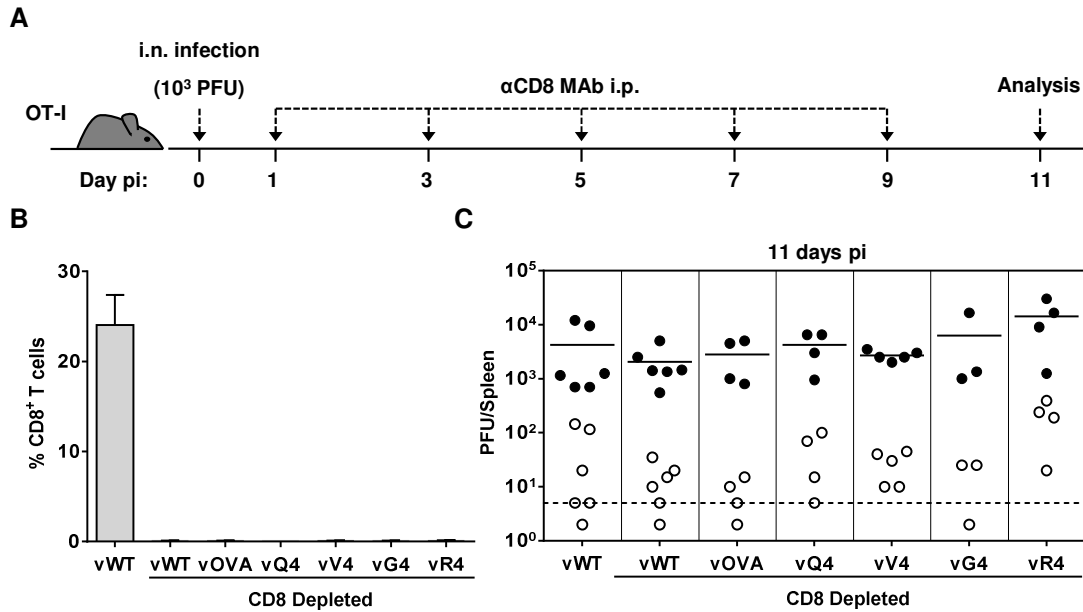 A
i.n. infection
(10³ PFU)
αCD8 MAb i.p.
Analysis
OT-I
Day pi: 0 1 3 5 7 9 11
B
% CD8⁺ T cells
30
20
10
0
vWT vWT vOVA vQ4 vV4 vG4 vR4
CD8 Depleted
C
11 days pi
PFU/Spleen
10⁵
10⁴
10³
10²
10¹
10⁰
vWT vWT vOVA vQ4 vV4 vG4 vR4
CD8 Depleted